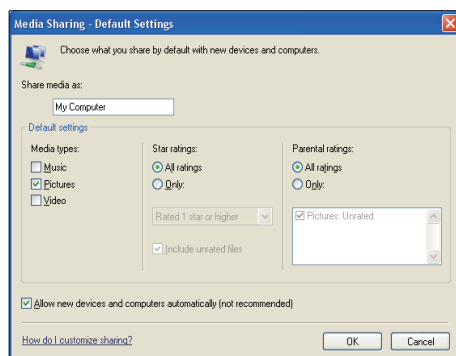 Media Sharing - Default Settings
Choose what you share by default with new devices and computers.
Share media as:
My Computer
Default settings
Media types:
Music
Pictures
Video
Star ratings:
All ratings
Only:
Rated 1 star or higher
Include unrated files
Parental ratings:
All ratings
Only:
Pictures: Unrated
Allow new devices and computers automatically (not recommended)
How do I customize sharing?
OK
Cancel